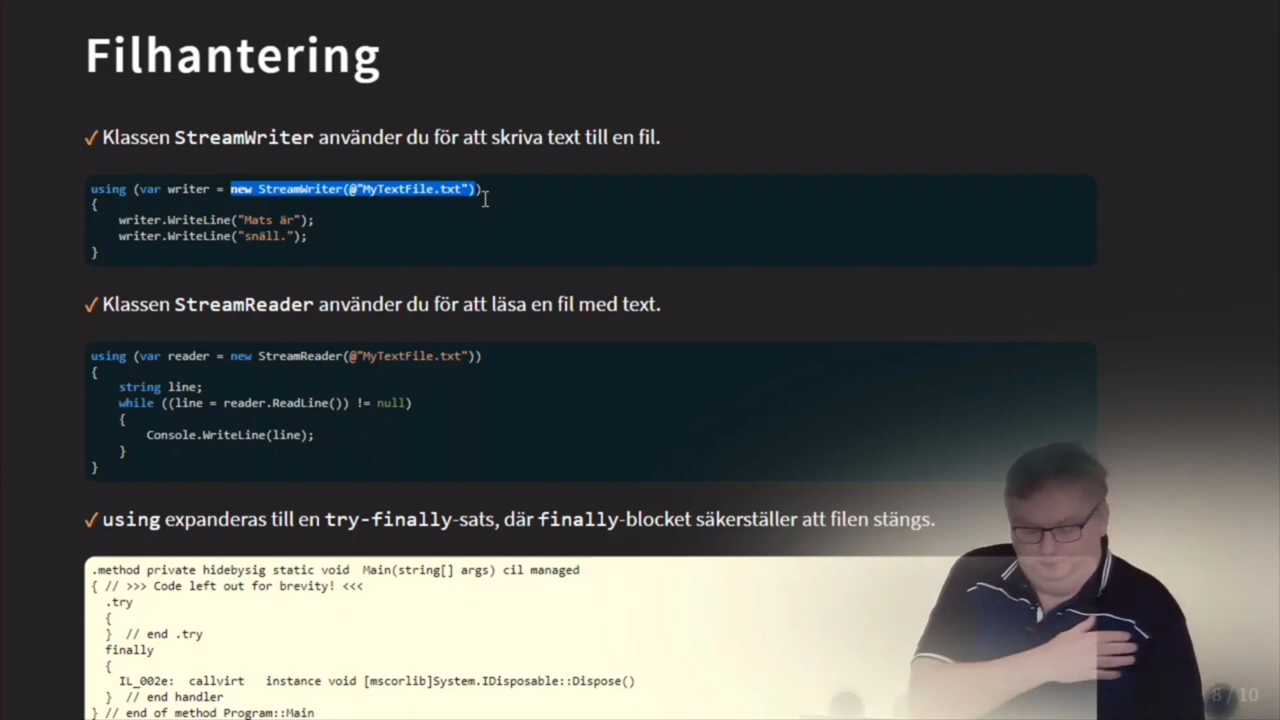 Filhantering
✓ Klassen StreamWriter använder du för att skriva text till en fil.
using (var writer = new StreamWriter(@"MyTextFile.txt"))
{
writer.WriteLine("Mats är");
writer.WriteLine("snäll.");
}
✓ Klassen StreamReader använder du för att läsa en fil med text.
using (var reader = new StreamReader(@"MyTextFile.txt"))
{
string line;
while ((line = reader.ReadLine()) != null)
{
Console.WriteLine(line);
}
}
✓ using expanderas till en try-finally-sats, där finally-blocket säkerställer att filen stängs.
.method private hidebysig static void  Main(string[] args) cil managed
{ // >>> Code left out for brevity! <<<
.try
{
}  // end .try
finally
{
IL_002e:  callvirt   instance void [mscorlib]System.IDisposable::Dispose()
}  // end handler
} // end of method Program::Main
8 / 10